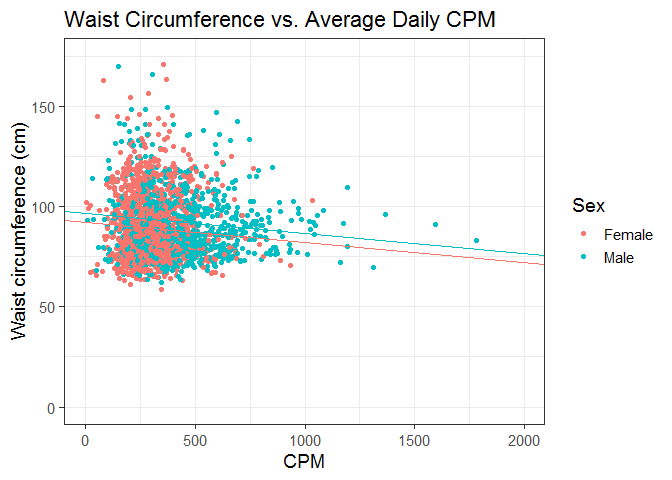 Waist Circumference vs. Average Daily CPM
Waist circumference (cm)
150
100
50
0
0 500 1000 1500 2000
CPM
Sex
Female
Male